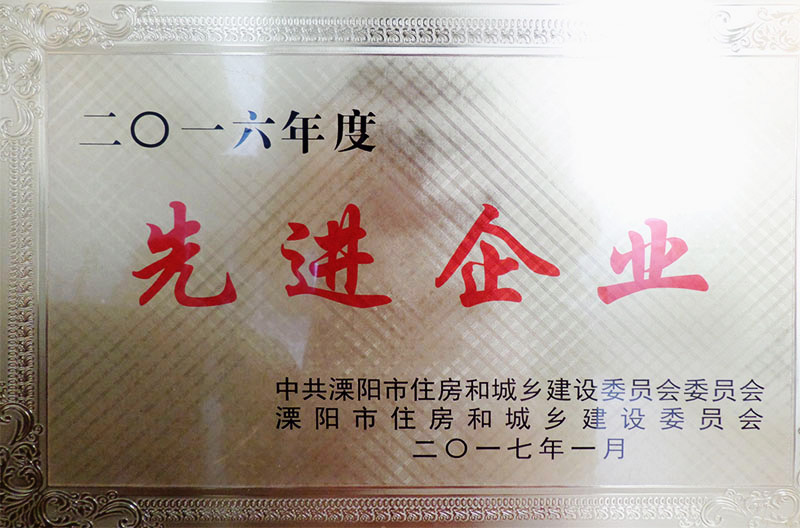 二〇一六年度
先进企业
中共溧阳市住房和城乡建设委员会委员会
溧阳市住房和城乡建设委员会
二〇一七年一月